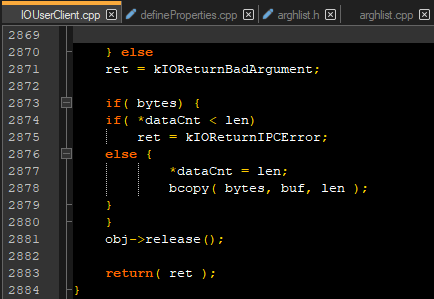 IOUserClient.cpp defineProperties.cpp arghlist.h arghlist.cpp
2869
2870 } else
2871 ret = kIOReturnBadArgument;
2872
2873 if( bytes) {
2874 if( *dataCnt < len)
2875 ret = kIOReturnIPCError;
2876 else {
2877 *dataCnt = len;
2878 bcopy( bytes, buf, len );
2879 }
2880 }
2881 obj->release();
2882
2883 return( ret );
2884 }